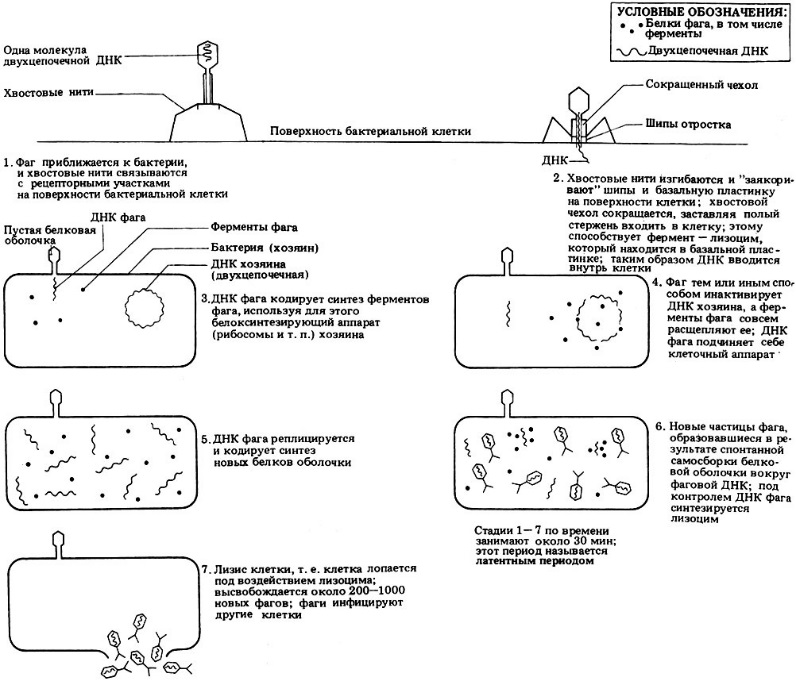 УСЛОВНЫЕ ОБОЗНАЧЕНИЯ:
Белки фага, в том числе
ферменты
Двухцепочечная ДНК
Одна молекула
двухцепочечной ДНК
Хвостовые нити
Сокращенный чехол
Шипы отростка
Поверхность бактериальной клетки
ДНК
1. Фаг приближается к бактерии,
и хвостовые нити связываются
с рецепторными участками
на поверхности бактериальной клетки
2. Хвостовые нити изгибаются и "заякори-
вают" шипы и базальную пластинку
на поверхности клетки; хвостовой
чехол сокращается, заставляя полый
стержень входить в клетку; этому
способствует фермент — лизоцим,
который находится в базальной плас-
тинке; таким образом ДНК вводится
внутрь клетки
ДНК фага
Пустая белковая
оболочка
Ферменты фага
Бактерия (хозяин)
ДНК хозяина
(двухцепочечная)
3. ДНК фага кодирует синтез ферментов
фага, используя для этого
белоксинтезирующий аппарат
(рибосомы и т. п.) хозяина
4. Фаг тем или иным спо-
собом инактивирует
ДНК хозяина, а фер-
менты фага совсем
расщепляют ее; ДНК
фага подчиняет себе
клеточный аппарат
5. ДНК фага реплицируется
и кодирует синтез
новых белков оболочки
6. Новые частицы фага,
образовавшиеся в ре-
зультате спонтанной
самосборки белко-
вой оболочки вокруг
фаговой ДНК; под
контролем ДНК фага
синтезируется
лизоцим
Стадии 1—7 по времени
занимают около 30 мин;
этот период называется
латентным периодом
7. Лизис клетки, т. е. клетка лопается
под воздействием лизоцима;
высвобождается около 200—1000
новых фагов; фаги инфицируют
другие клетки